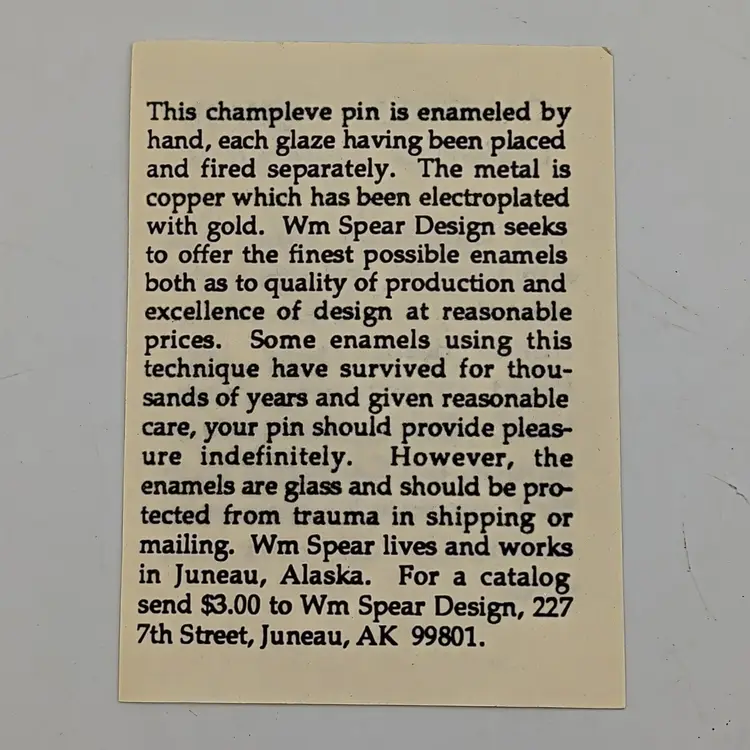 This champleve pin is enameled by
hand, each glaze having been placed
and fired separately. The metal is
copper which has been electroplated
with gold. Wm Spear Design seeks
to offer the finest possible enamels
both as to quality of production and
excellence of design at reasonable
prices. Some enamels using this
technique have survived for thou-
sands of years and given reasonable
care, your pin should provide pleas-
ure indefinitely. However, the
enamels are glass and should be pro-
tected from trauma in shipping or
mailing. Wm Spear lives and works
in Juneau, Alaska. For a catalog
send $3.00 to Wm Spear Design, 227
7th Street, Juneau, AK 99801.